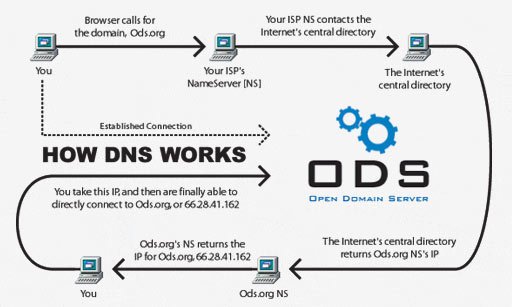 Browser calls for
the domain, Ods.org
Your ISP NS contacts the
Internet's central directory
You
Your ISP's
NameServer [NS]
The Internet's
central directory
Established Connection
HOW DNS WORKS
ODS
OPEN DOMAIN SERVER
You take this IP, and then are finally able to
directly connect to Ods.org, or 66.28.41.162
Ods.org's NS returns the
IP for Ods.org, 66.28.41.162
The Internet's central directory
returns Ods.org NS's IP
You
Ods.org NS